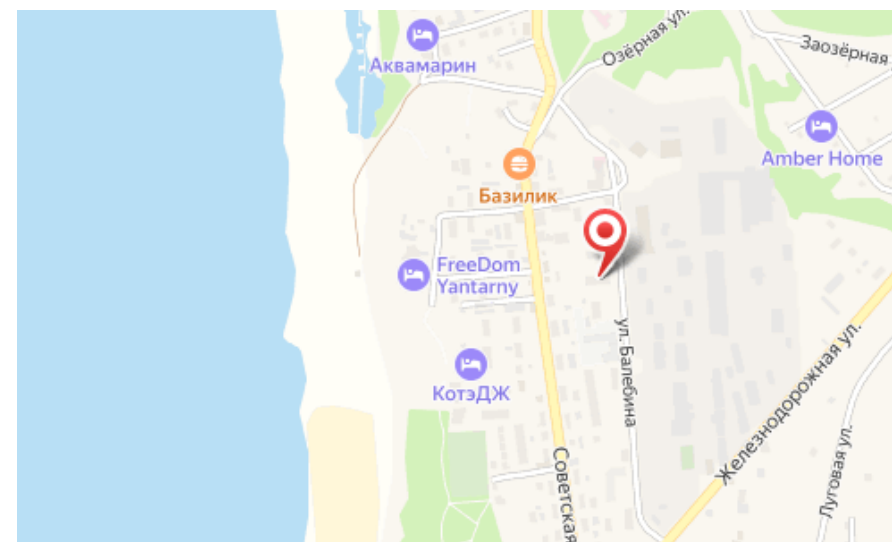 Аквамарин
Озёрная ул.
Заозёрная
Amber Home
Базилик
FreeDom
Yantarny
ул. Балебина
КотэДЖ
Железнодорожная ул.
Луговая ул.
Советская